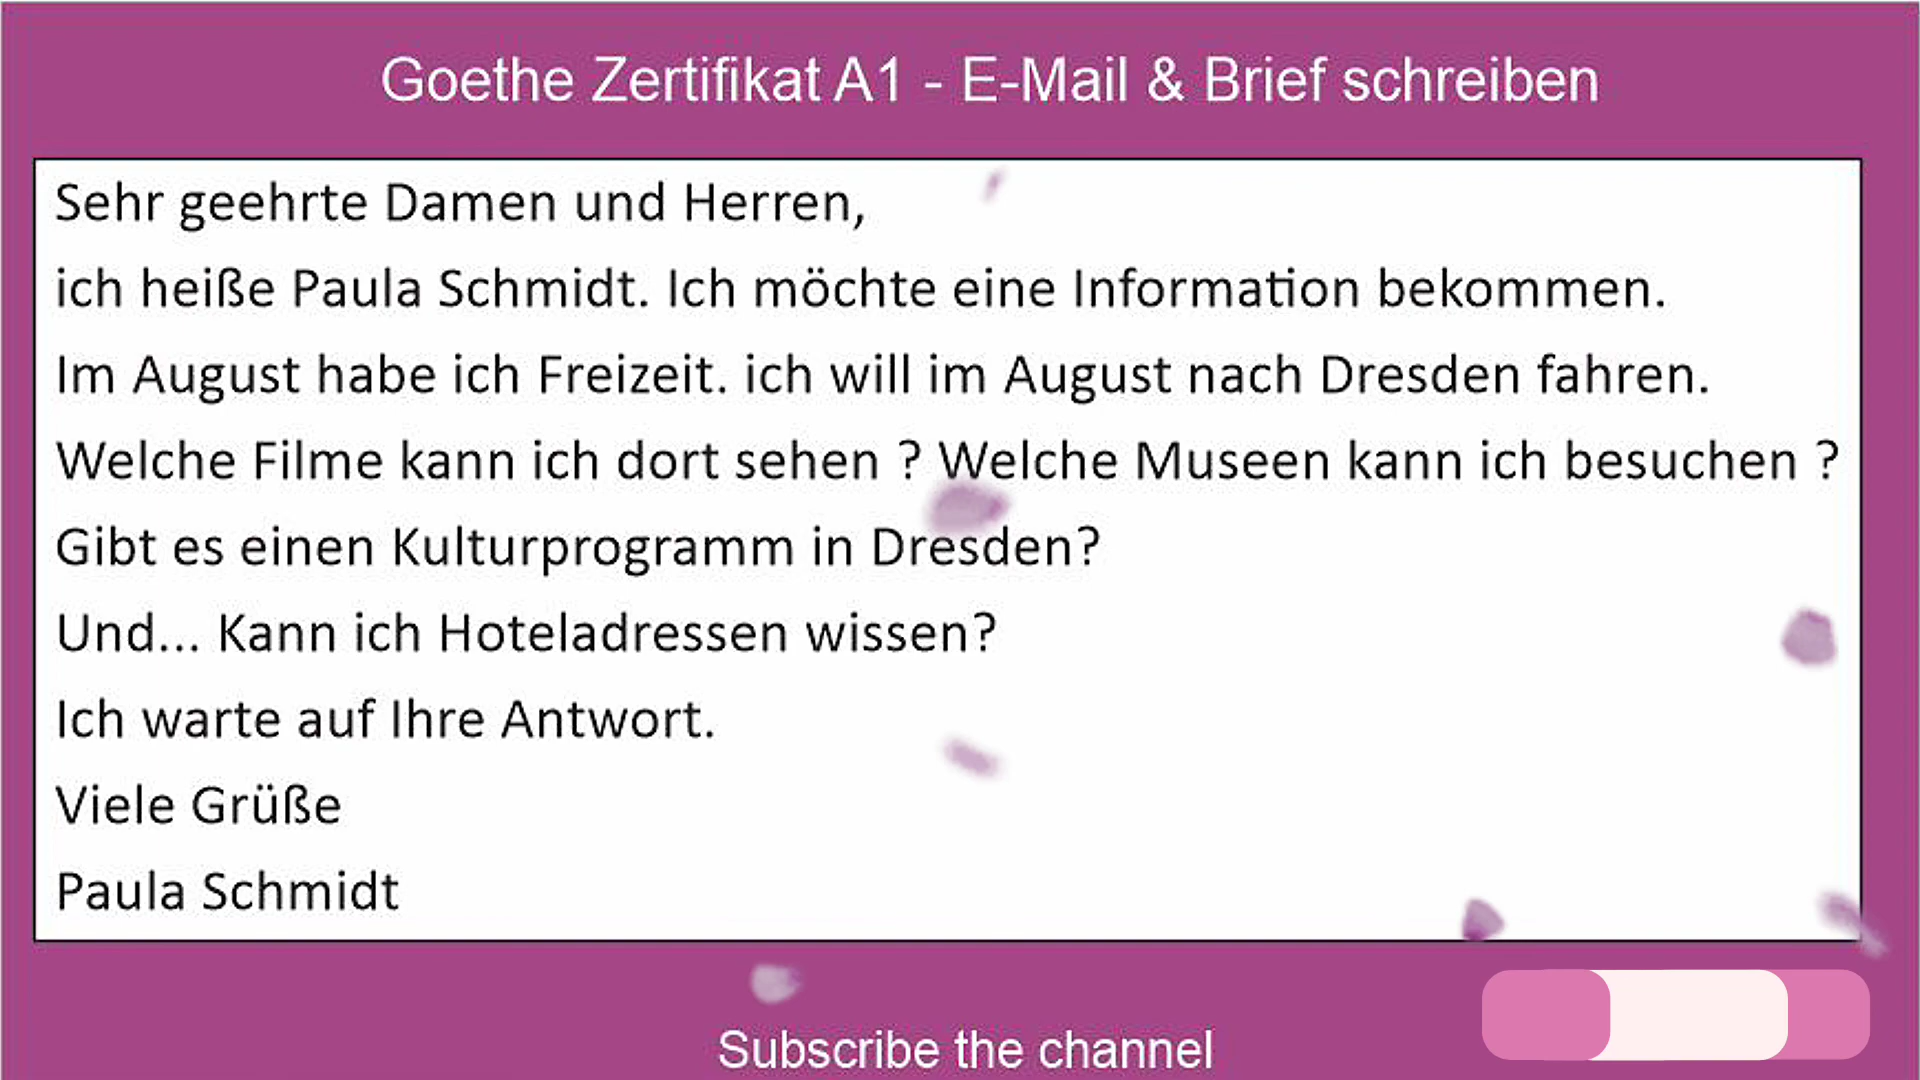 Goethe Zertifikat A1 - E-Mail & Brief schreiben
Sehr geehrte Damen und Herren,
ich heiße Paula Schmidt. Ich möchte eine Information bekommen.
Im August habe ich Freizeit. ich will im August nach Dresden fahren.
Welche Filme kann ich dort sehen ? Welche Museen kann ich besuchen ?
Gibt es einen Kulturprogramm in Dresden?
Und... Kann ich Hoteladressen wissen?
Ich warte auf Ihre Antwort.
Viele Grüße
Paula Schmidt
Subscribe the channel